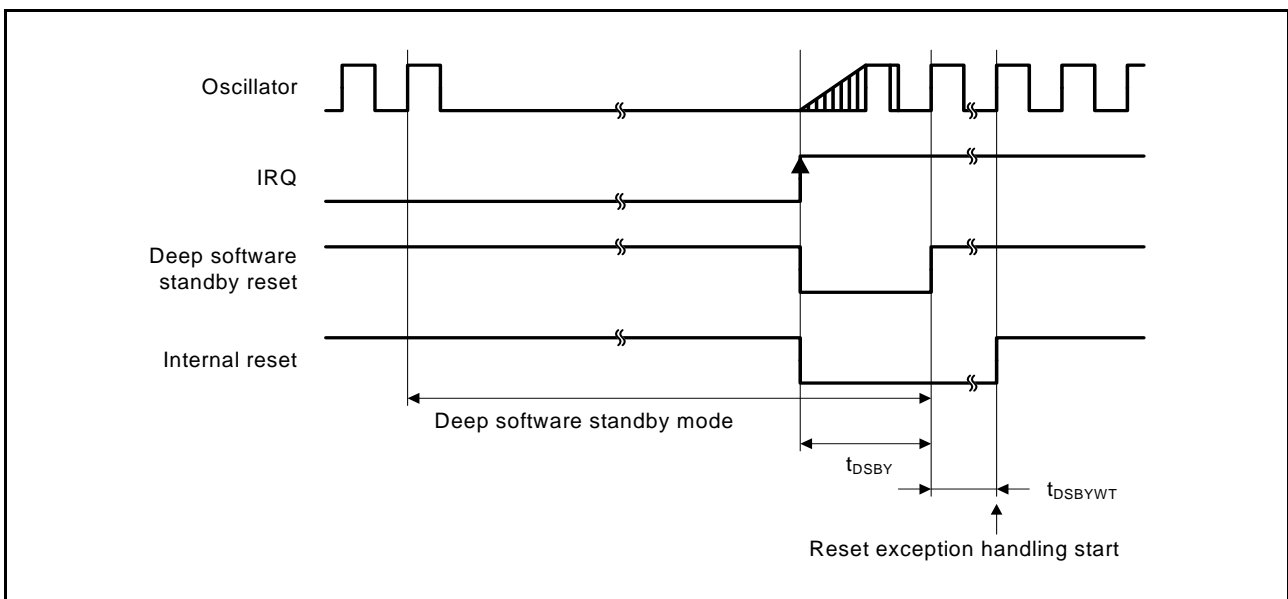 Oscillator
IRQ
Deep software
standby reset
Internal reset
Deep software standby mode
tDSBY
tDSBYWT
Reset exception handling start